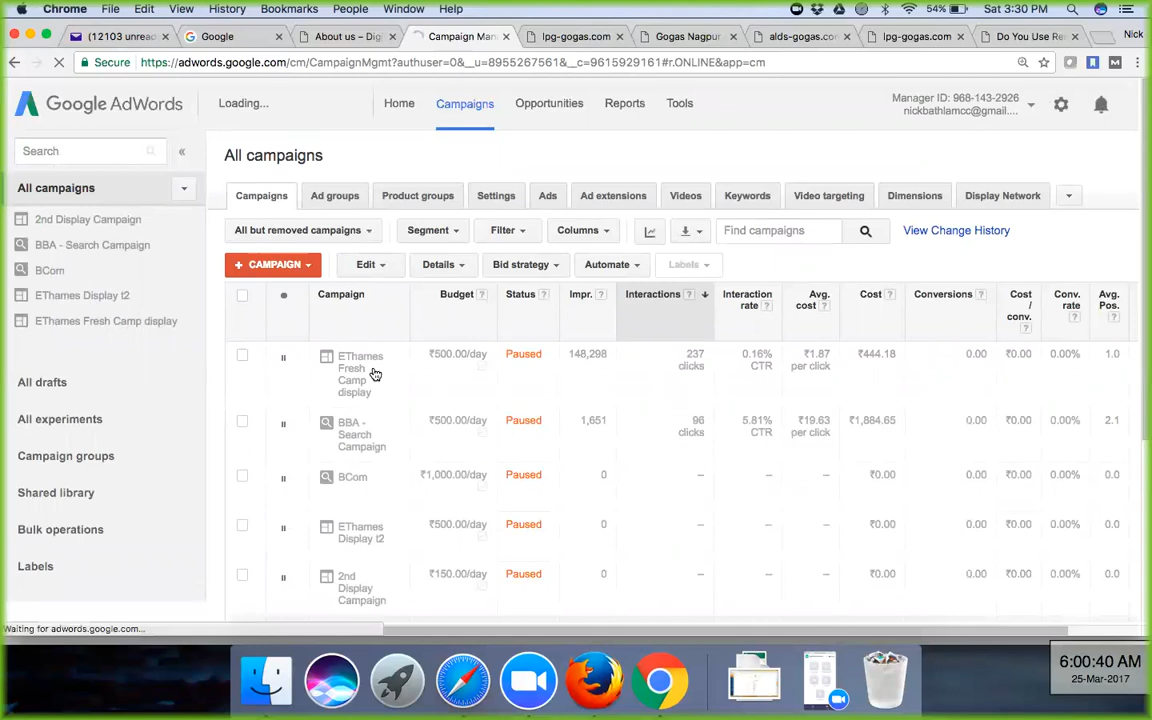 Chrome File Edit View History Bookmarks People Window Help 54% Sat 3:30 PM
(12103 unrea Google About us – Digi Campaign Man lpg-gogas.com Gogas Nagpur alds-gogas.co lpg-gogas.com Do You Use Re Nick
Secure https://adwords.google.com/cm/CampaignMgmt?authuser=0&__u=8955267561&__c=9615929161#r.ONLINE&app=cm
Google AdWords Loading... Home Campaigns Opportunities Reports Tools
Manager ID: 968-143-2926
nickbathlamcc@gmail....
Search
All campaigns
2nd Display Campaign
BBA - Search Campaign
BCom
EThames Display t2
EThames Fresh Camp display
All drafts
All experiments
Campaign groups
Shared library
Bulk operations
Labels
All campaigns
Campaigns Ad groups Product groups Settings Ads Ad extensions Videos Keywords Video targeting Dimensions Display Network
All but removed campaigns Segment Filter Columns Find campaigns View Change History
+ CAMPAIGN Edit Details Bid strategy Automate Labels
Campaign Budget ? Status ? Impr. ? Interactions ? Interaction rate ? Avg. cost ? Cost ? Conversions ? Cost / conv. ? Conv. rate ? Avg. Pos. ?
EThames Fresh Camp display ₹500.00/day Paused 148,298 237 clicks 0.16% CTR ₹1.87 per click ₹444.18 0.00 ₹0.00 0.00% 1.0
BBA - Search Campaign ₹500.00/day Paused 1,651 96 clicks 5.81% CTR ₹19.63 per click ₹1,884.65 0.00 ₹0.00 0.00% 2.1
BCom ₹1,000.00/day Paused 0 – – – ₹0.00 0.00 ₹0.00 0.00% 0.0
EThames Display t2 ₹500.00/day Paused 0 – – – ₹0.00 0.00 ₹0.00 0.00% 0.0
2nd Display Campaign ₹150.00/day Paused 0 – – – ₹0.00 0.00 ₹0.00 0.00% 0.0
Waiting for adwords.google.com...
6:00:40 AM
25-Mar-2017